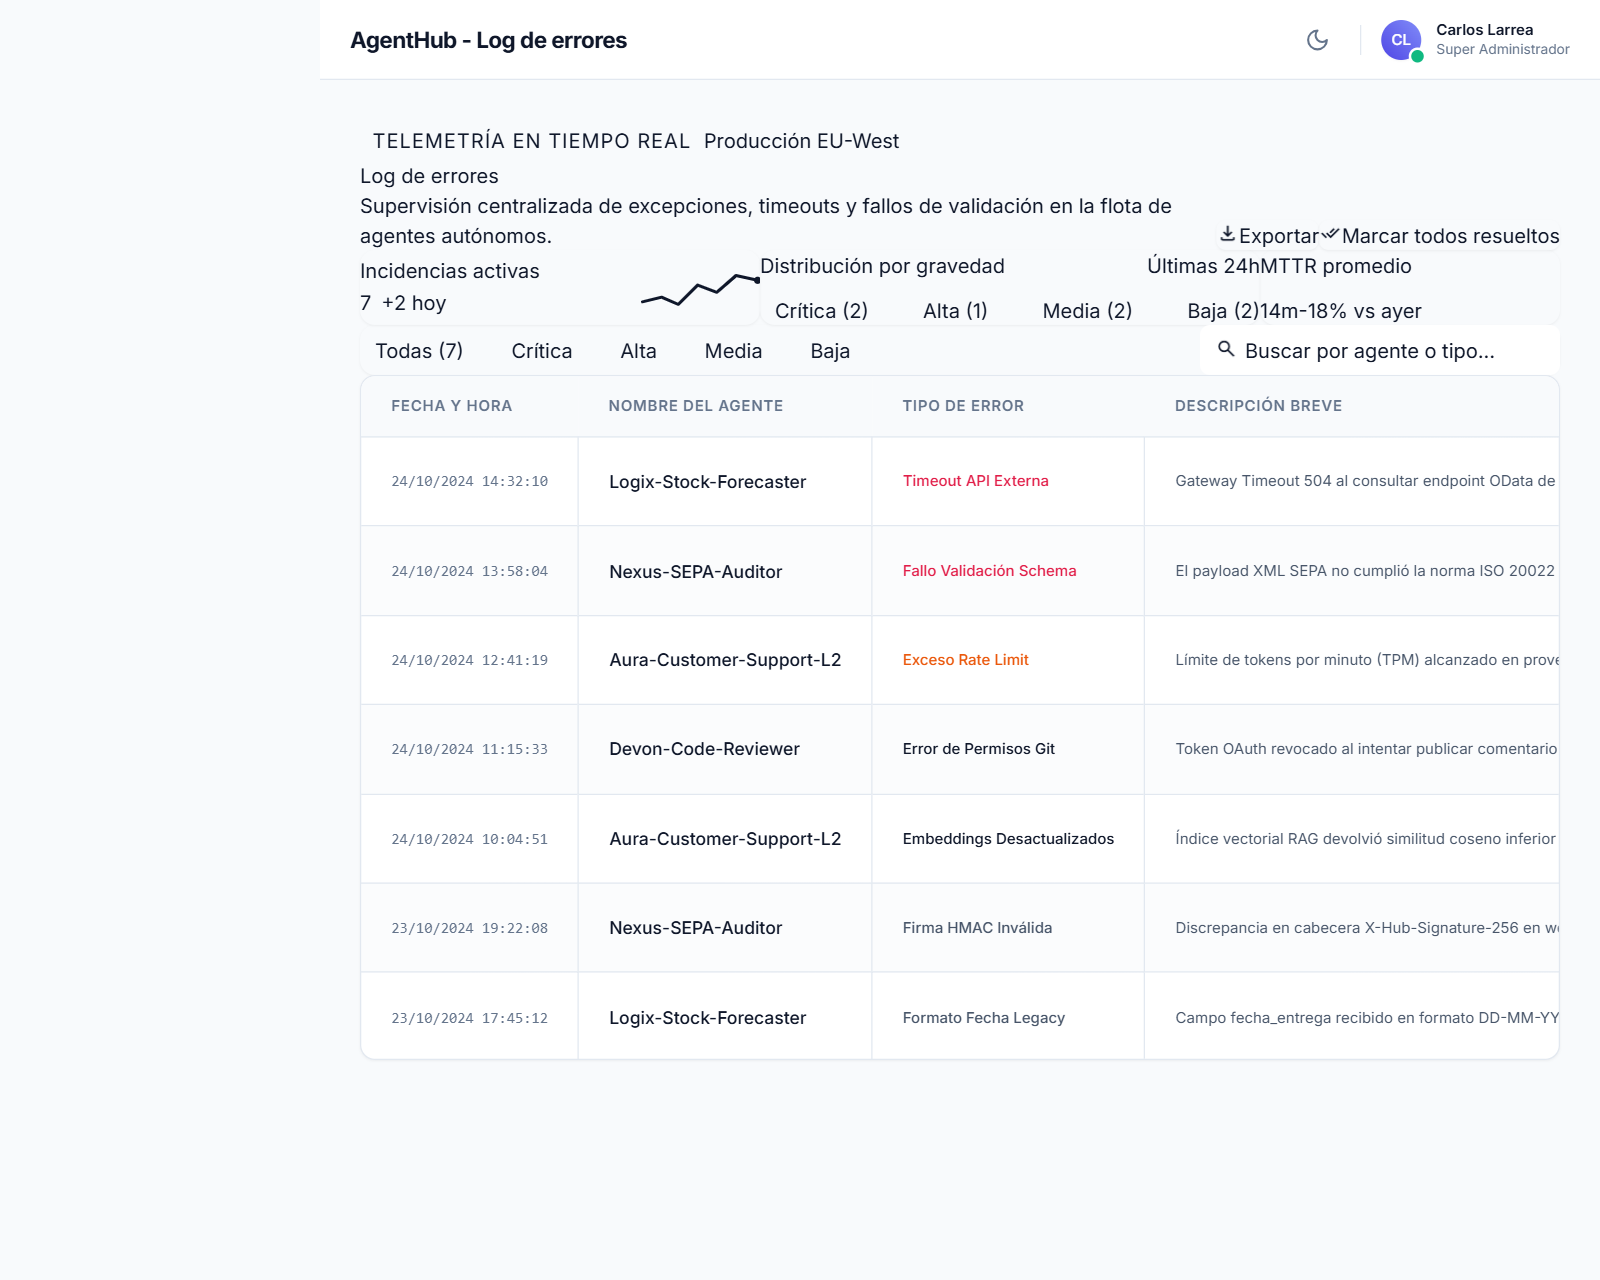 AgentHub - Log de errores
CL
Carlos Larrea
Super Administrador
TELEMETRÍA EN TIEMPO REAL Producción EU-West
Log de errores
Supervisión centralizada de excepciones, timeouts y fallos de validación en la flota de
agentes autónomos.
Exportar Marcar todos resueltos
Incidencias activas
7 +2 hoy
Distribución por gravedad Últimas 24h
Crítica (2) Alta (1) Media (2) Baja (2)
MTTR promedio
14m -18% vs ayer
Todas (7) Crítica Alta Media Baja
Buscar por agente o tipo...
FECHA Y HORA NOMBRE DEL AGENTE TIPO DE ERROR DESCRIPCIÓN BREVE
24/10/2024 14:32:10 Logix-Stock-Forecaster Timeout API Externa Gateway Timeout 504 al consultar endpoint OData de
24/10/2024 13:58:04 Nexus-SEPA-Auditor Fallo Validación Schema El payload XML SEPA no cumplió la norma ISO 20022
24/10/2024 12:41:19 Aura-Customer-Support-L2 Exceso Rate Limit Límite de tokens por minuto (TPM) alcanzado en prove
24/10/2024 11:15:33 Devon-Code-Reviewer Error de Permisos Git Token OAuth revocado al intentar publicar comentario
24/10/2024 10:04:51 Aura-Customer-Support-L2 Embeddings Desactualizados Índice vectorial RAG devolvió similitud coseno inferior
23/10/2024 19:22:08 Nexus-SEPA-Auditor Firma HMAC Inválida Discrepancia en cabecera X-Hub-Signature-256 en we
23/10/2024 17:45:12 Logix-Stock-Forecaster Formato Fecha Legacy Campo fecha_entrega recibido en formato DD-MM-YY